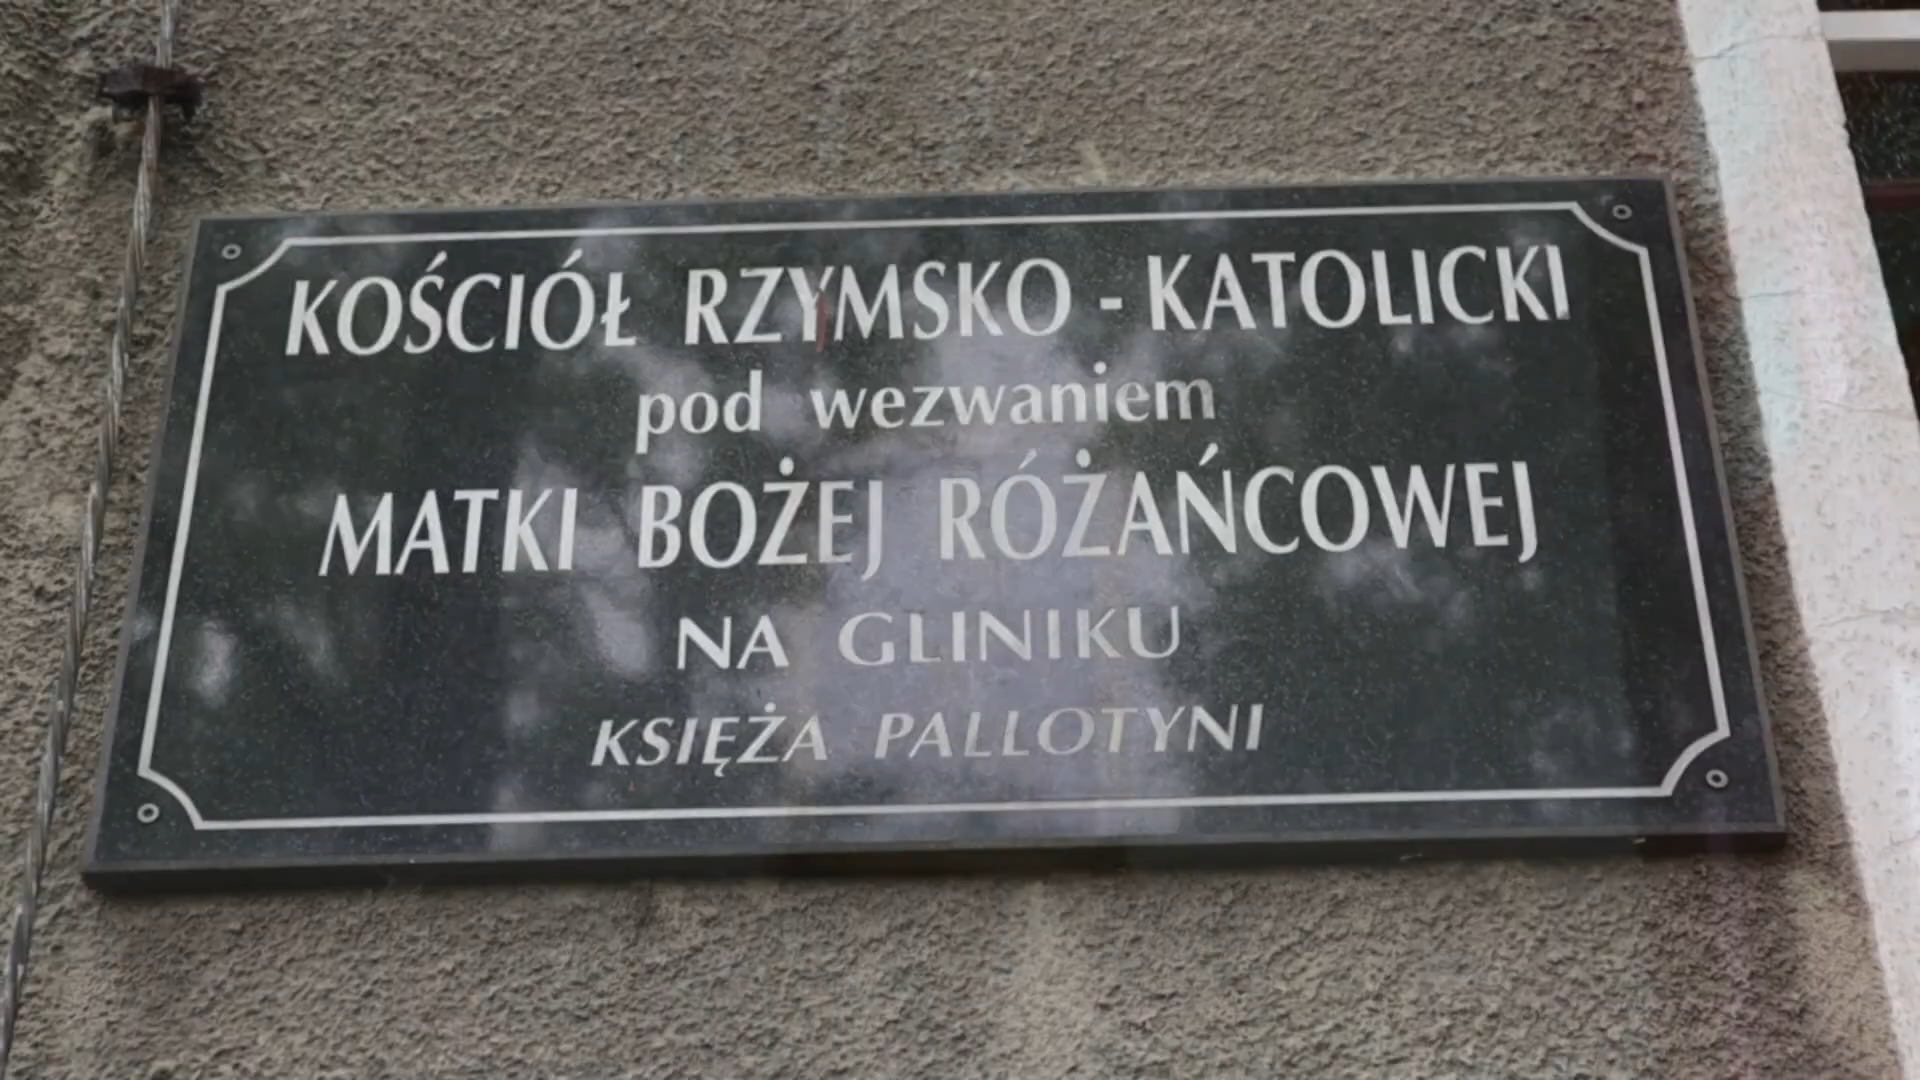 KOŚCIÓŁ RZYMSKO - KATOLICKI
pod wezwaniem
MATKI BOŻEJ RÓŻAŃCOWEJ
NA GLINIKU
KSIĘŻA PALLOTYNI